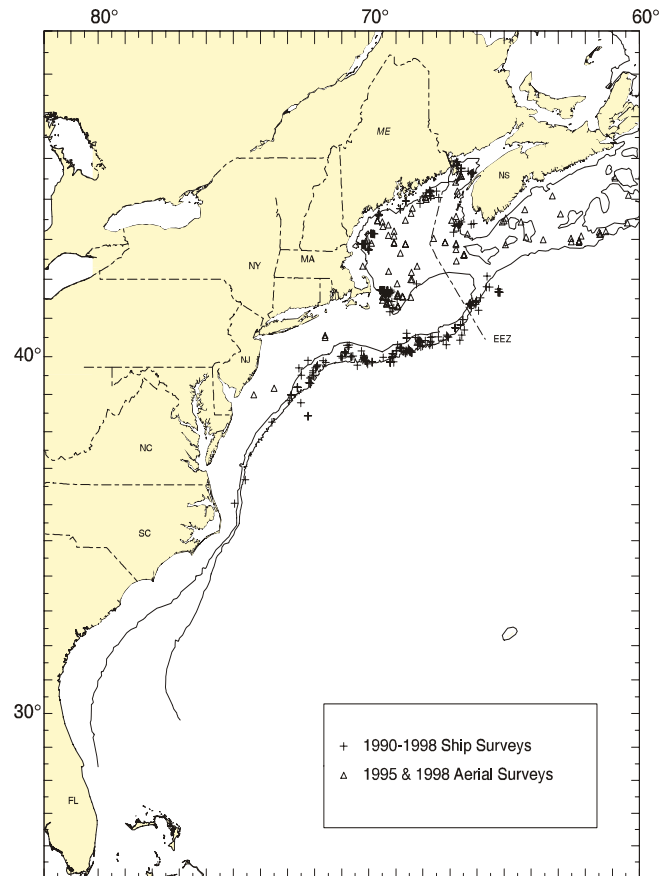 80° 70° 60°
ME
NS
NY MA
EEZ
40° NJ
NC
SC
30°
+ 1990-1998 Ship Surveys
△ 1995 & 1998 Aerial Surveys
FL